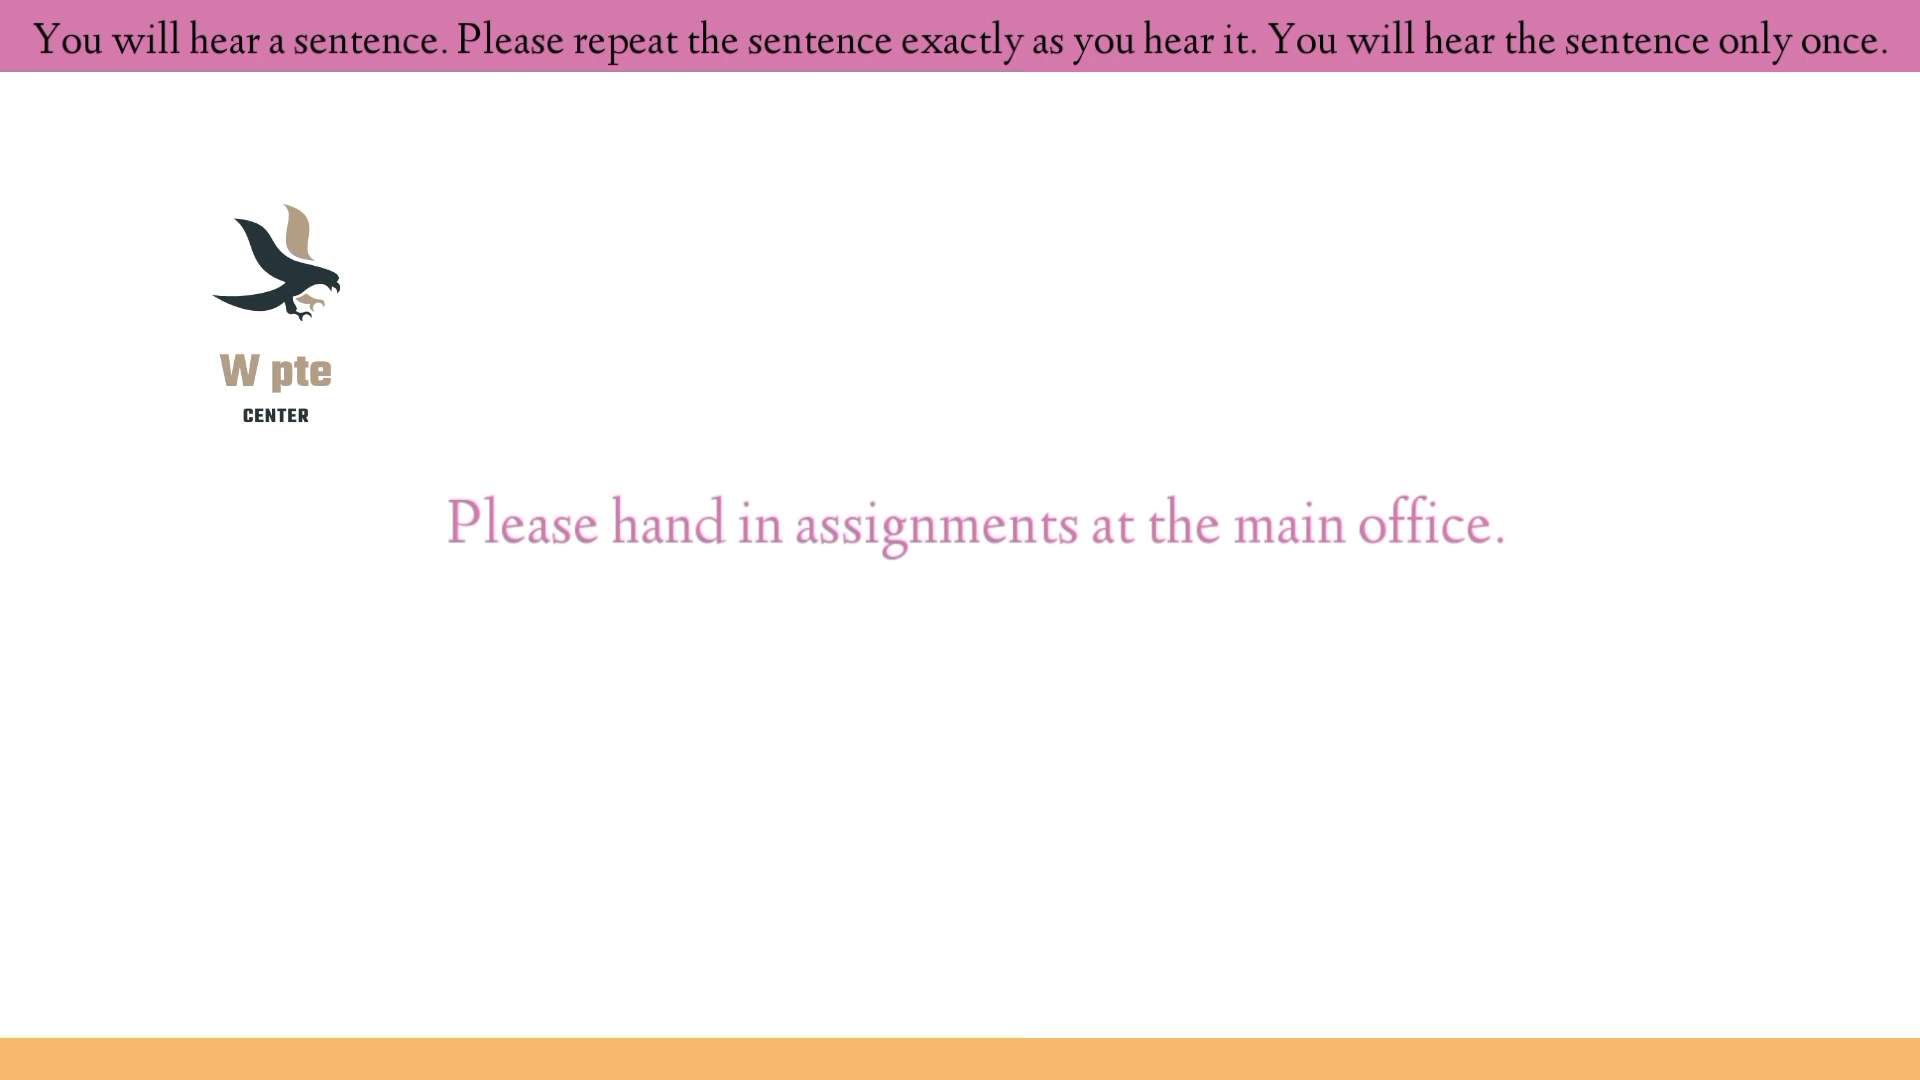 You will hear a sentence. Please repeat the sentence exactly as you hear it. You will hear the sentence only once.
W pte
CENTER
Please hand in assignments at the main office.